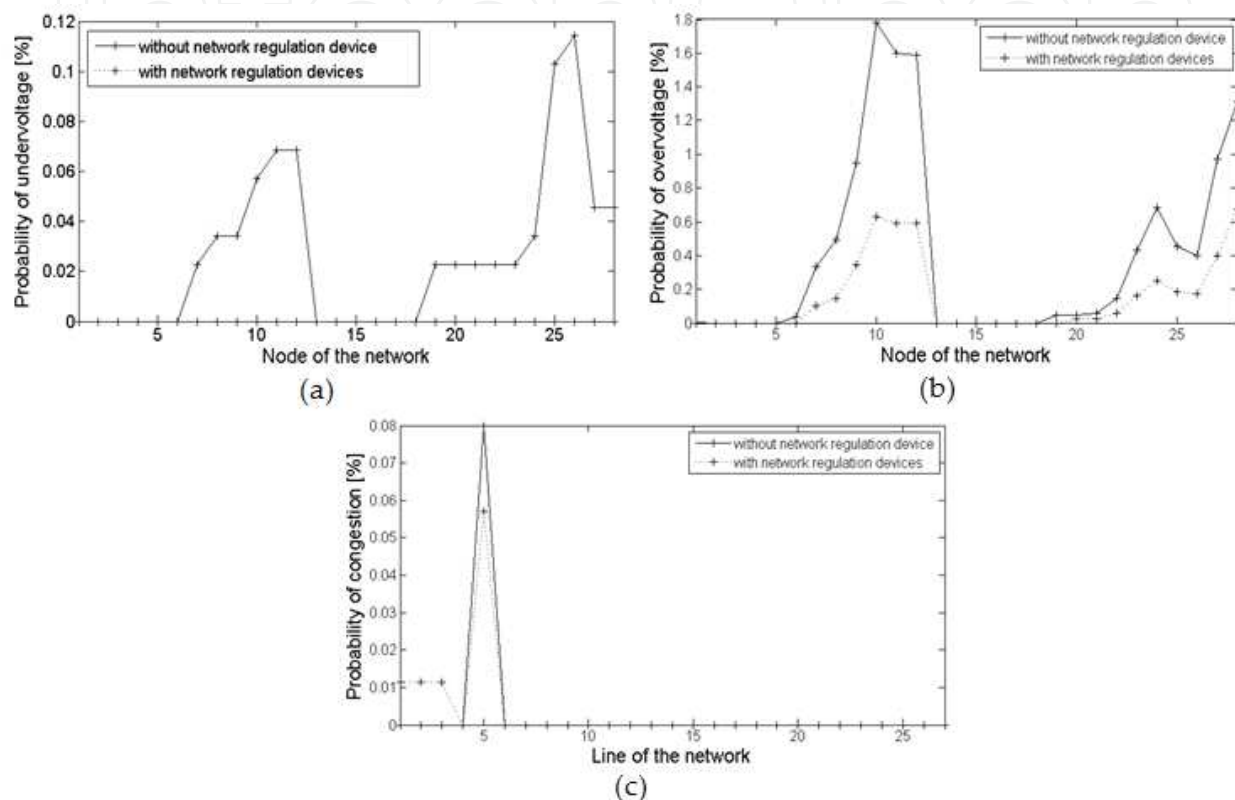 0.12
0.1
0.08
0.06
0.04
0.02
0
without network regulation device
with network regulation devices
Probability of undervoltage [%]
5
10
15
20
25
Node of the network
(a)
1.8
1.6
1.4
1.2
1
0.8
0.6
0.4
0.2
0
without network regulation device
with network regulation devices
Probability of overvoltage [%]
5
10
15
20
25
Node of the network
(b)
0.08
0.07
0.06
0.05
0.04
0.03
0.02
0.01
0
without network regulation device
with network regulation devices
Probability of congestion [%]
5
10
15
20
25
Line of the network
(c)